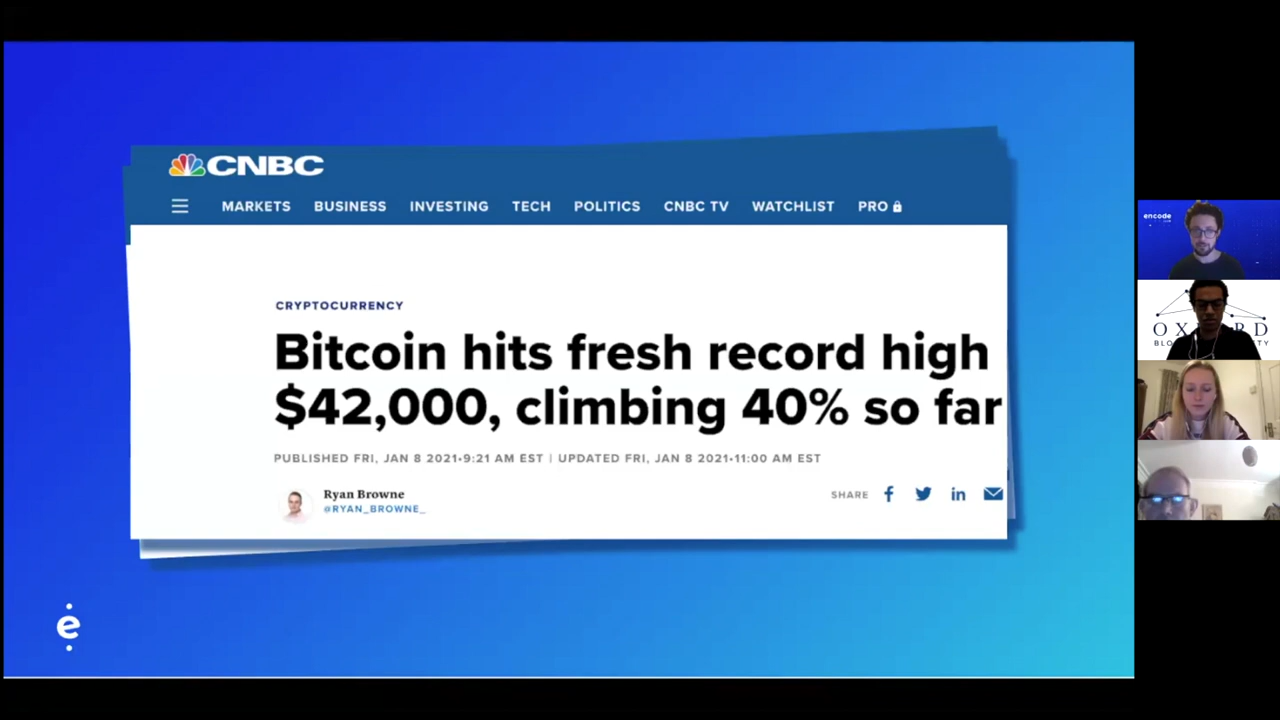 CNBC
MARKETS BUSINESS INVESTING TECH POLITICS CNBC TV WATCHLIST PRO
CRYPTOCURRENCY
Bitcoin hits fresh record high
$42,000, climbing 40% so far
PUBLISHED FRI, JAN 8 2021•9:21 AM EST | UPDATED FRI, JAN 8 2021•11:00 AM EST
Ryan Browne
@RYAN_BROWNE_
SHARE
e
encode